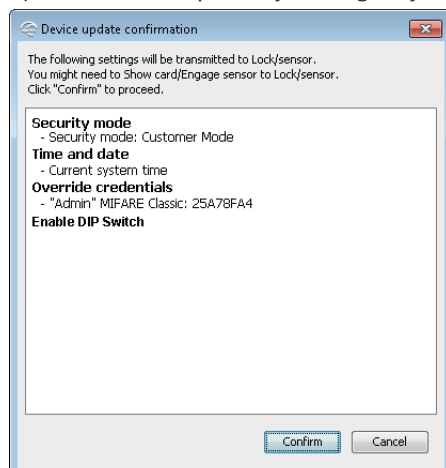 Device update confirmation
The following settings will be transmitted to Lock/sensor.
You might need to Show card/Engage sensor to Lock/sensor.
Click "Confirm" to proceed.
Security mode
- Security mode: Customer Mode
Time and date
- Current system time
Override credentials
- "Admin" MIFARE Classic: 25A78FA4
Enable DIP Switch
Confirm Cancel